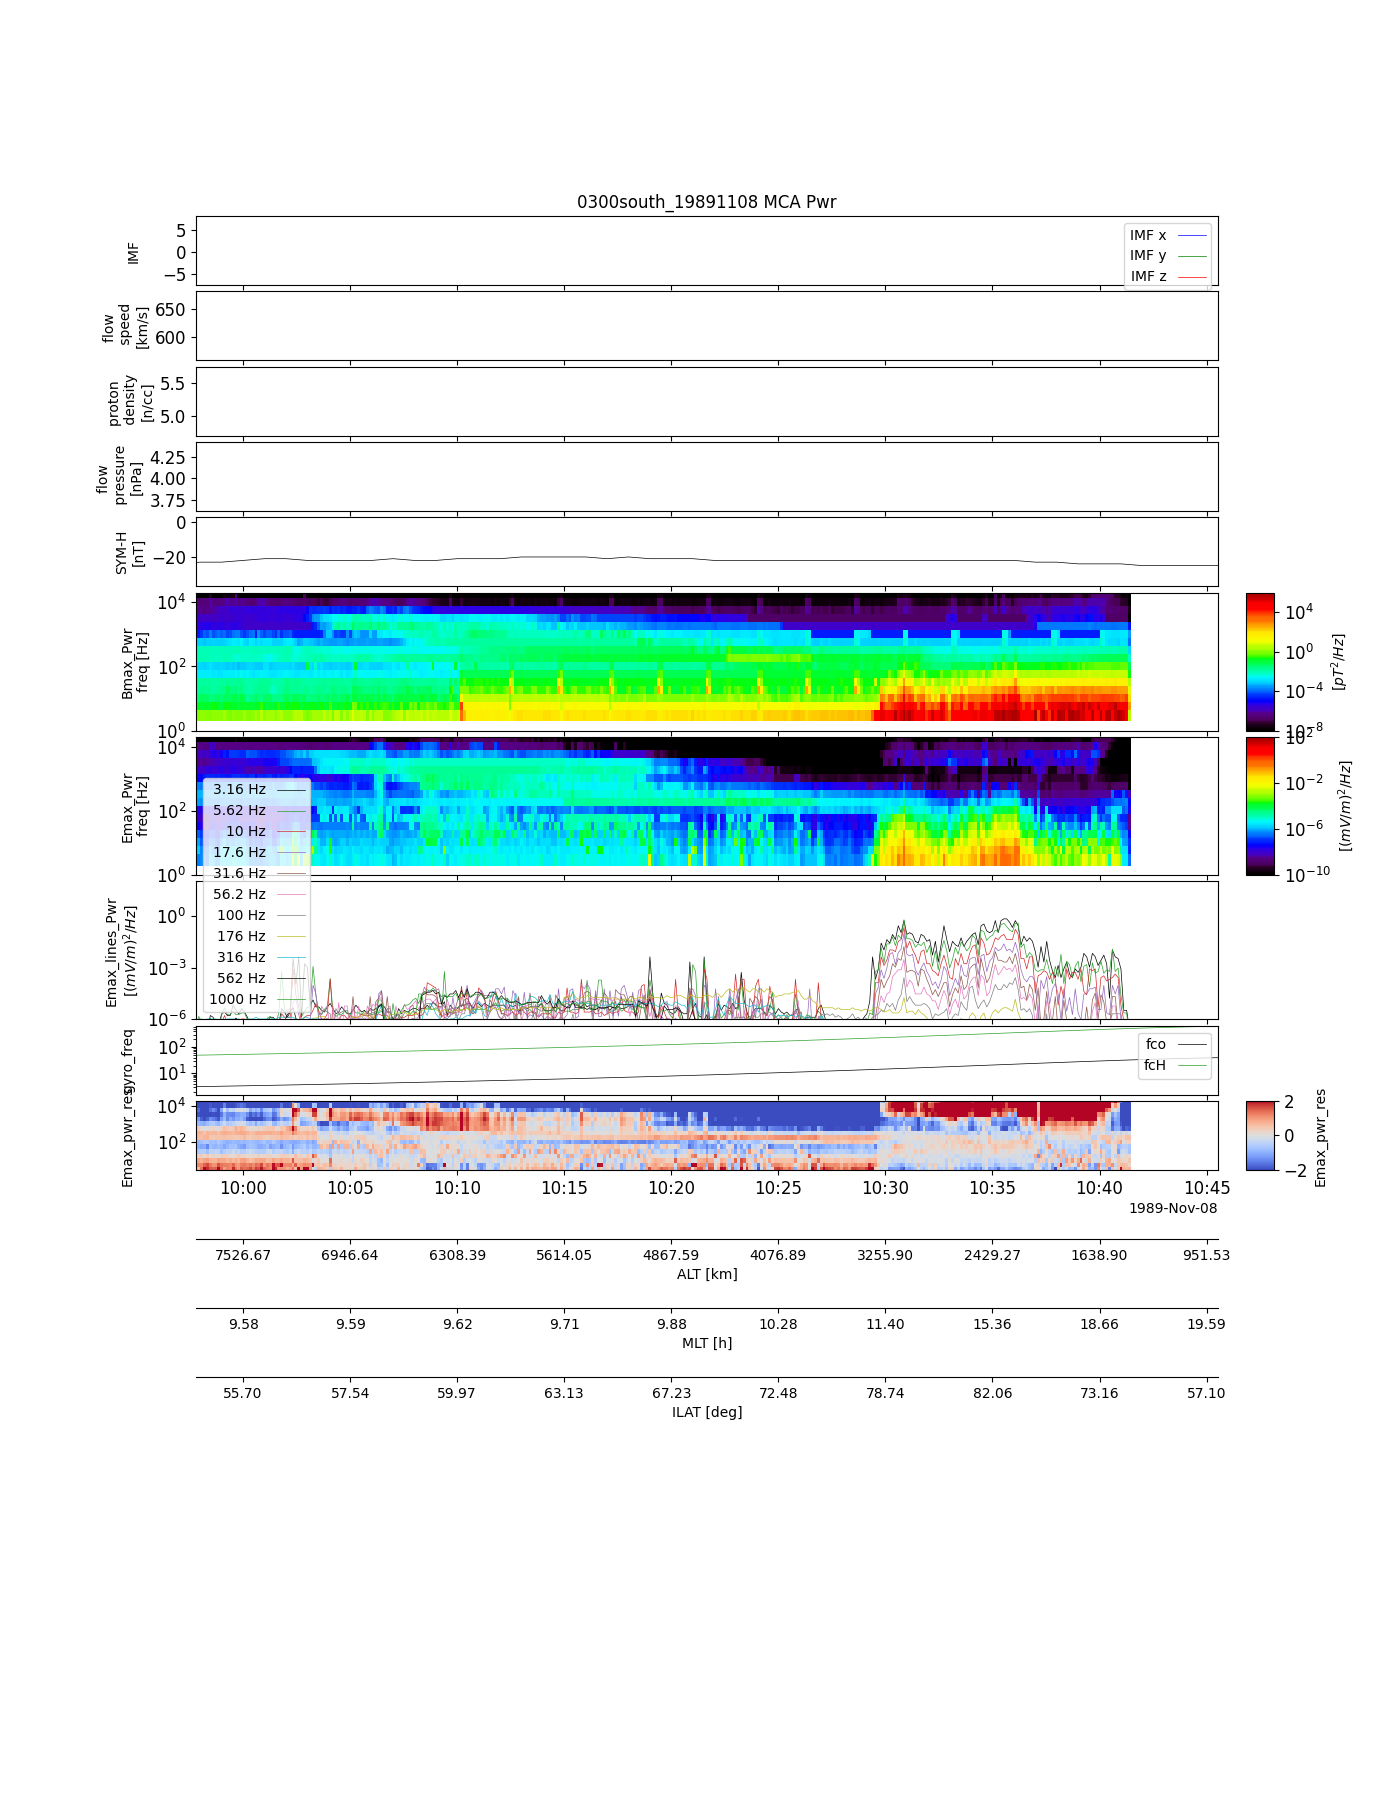 0300south_19891108 MCA Pwr
5
0
−5
IMF
IMF x
IMF y
IMF z
650
600
flow
speed
[km/s]
5.5
5.0
proton
density
[n/cc]
4.25
4.00
3.75
flow
pressure
[nPa]
0
−20
SYM-H
[nT]
10^4
10^2
10^0
Bmax_Pwr
freq [Hz]
10^4
10^0
10^−4
10^−8
[pT^2/Hz]
10^4
10^2
10^0
Emax_Pwr
freq [Hz]
10^2
10^−2
10^−6
10^−10
[(mV/m)^2/Hz]
3.16 Hz
5.62 Hz
10 Hz
17.6 Hz
31.6 Hz
56.2 Hz
100 Hz
176 Hz
316 Hz
562 Hz
1000 Hz
10^0
10^−3
10^−6
Emax_lines_Pwr
[(mV/m)^2/Hz]
10^2
10^1
gyro_freq
fco
fcH
10^4
10^2
Emax_pwr_res
2
0
−2
Emax_pwr_res
10:00 10:05 10:10 10:15 10:20 10:25 10:30 10:35 10:40 10:45
1989-Nov-08
7526.67 6946.64 6308.39 5614.05 4867.59 4076.89 3255.90 2429.27 1638.90 951.53
ALT [km]
9.58 9.59 9.62 9.71 9.88 10.28 11.40 15.36 18.66 19.59
MLT [h]
55.70 57.54 59.97 63.13 67.23 72.48 78.74 82.06 73.16 57.10
ILAT [deg]